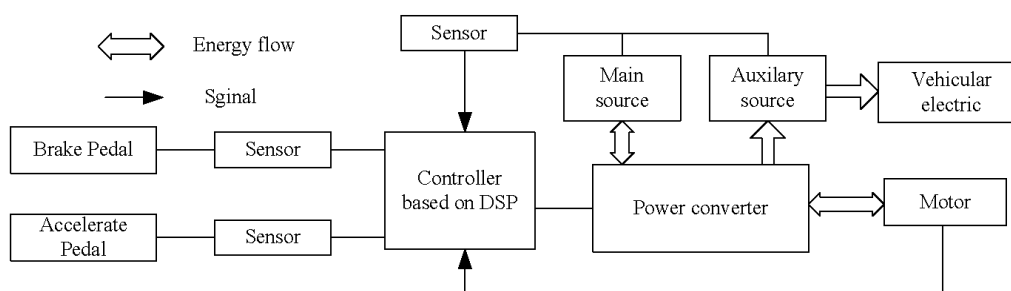 Energy flow
Sginal
Sensor
Main
source
Auxilary
source
Vehicular
electric
Brake Pedal
Sensor
Controller
based on DSP
Power converter
Motor
Accelerate
Pedal
Sensor